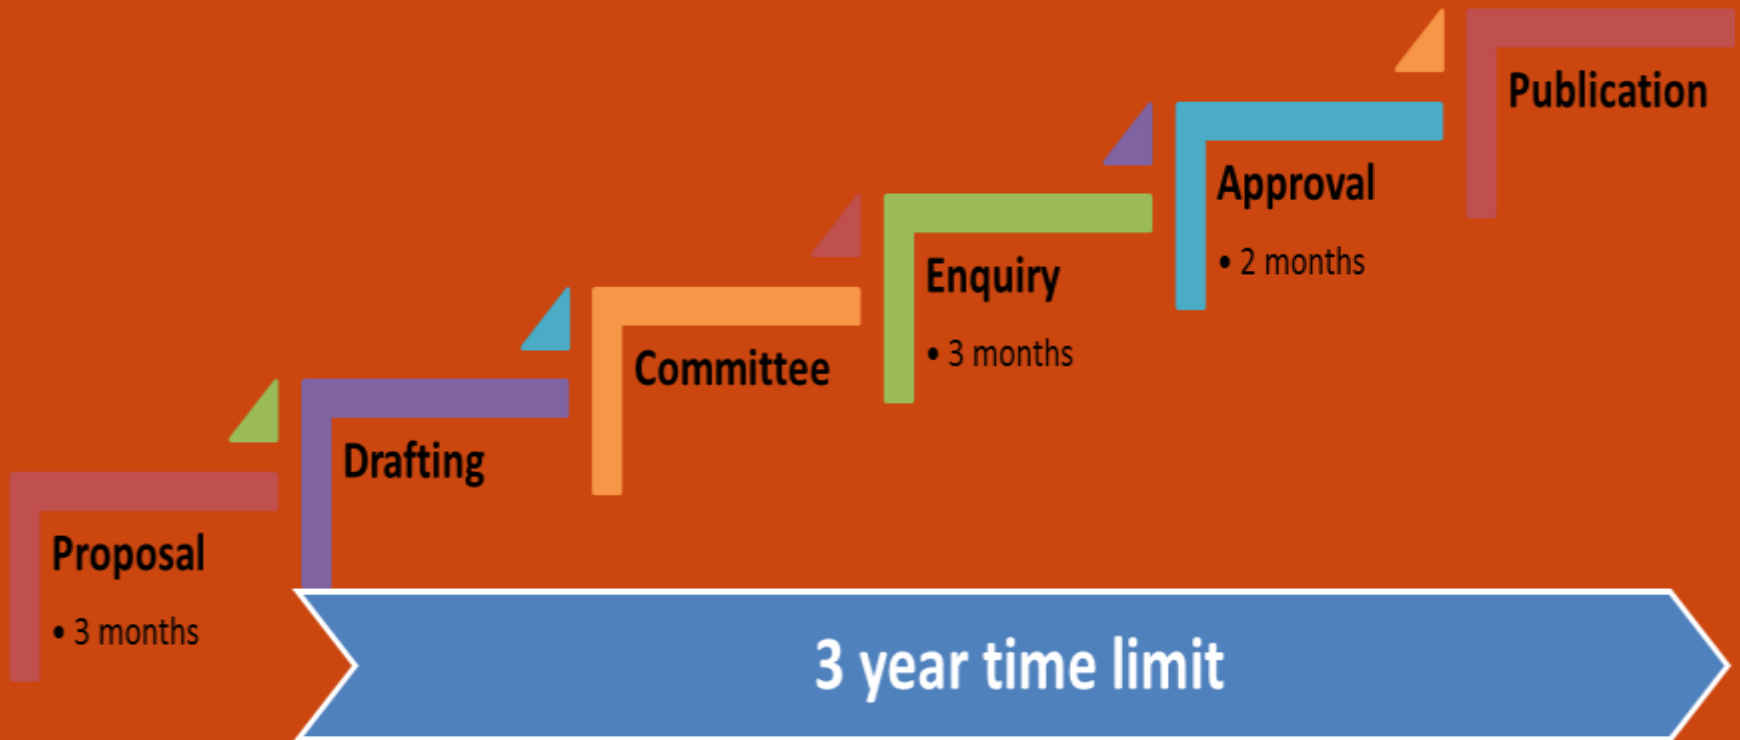 Proposal
• 3 months
Drafting
Committee
Enquiry
• 3 months
Approval
• 2 months
Publication
3 year time limit